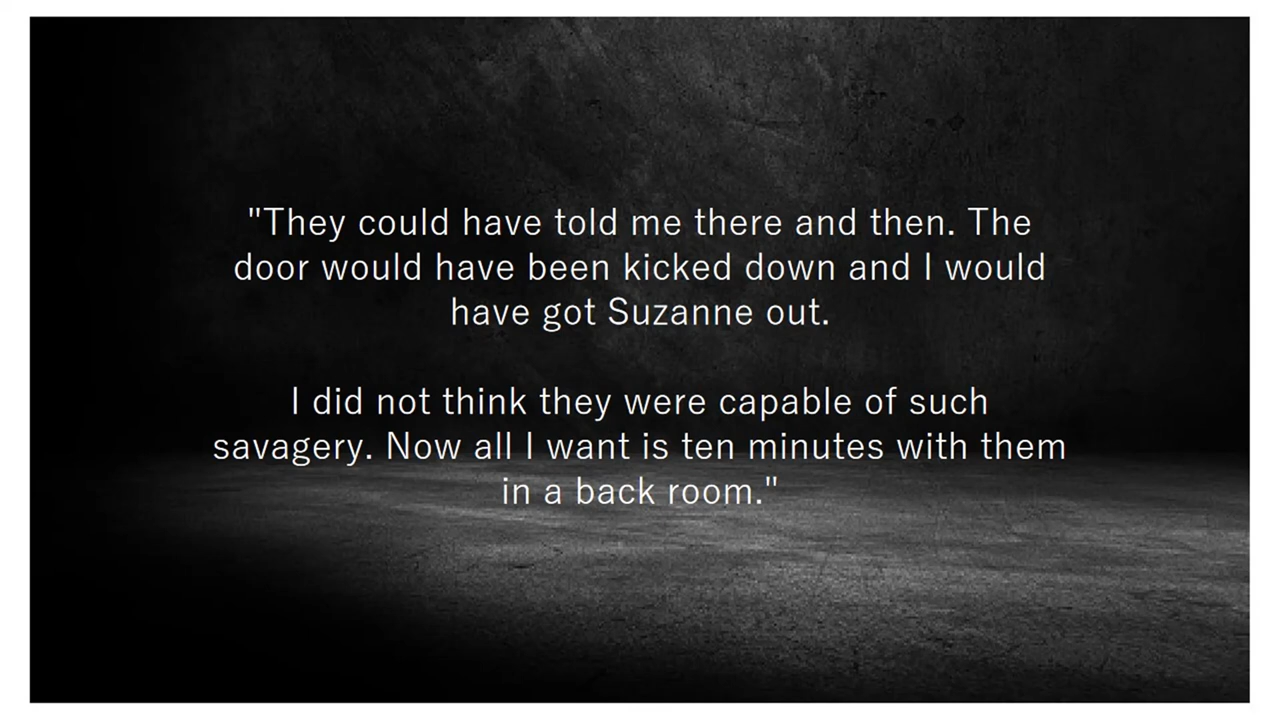 "They could have told me there and then. The
door would have been kicked down and I would
have got Suzanne out.
I did not think they were capable of such
savagery. Now all I want is ten minutes with them
in a back room."